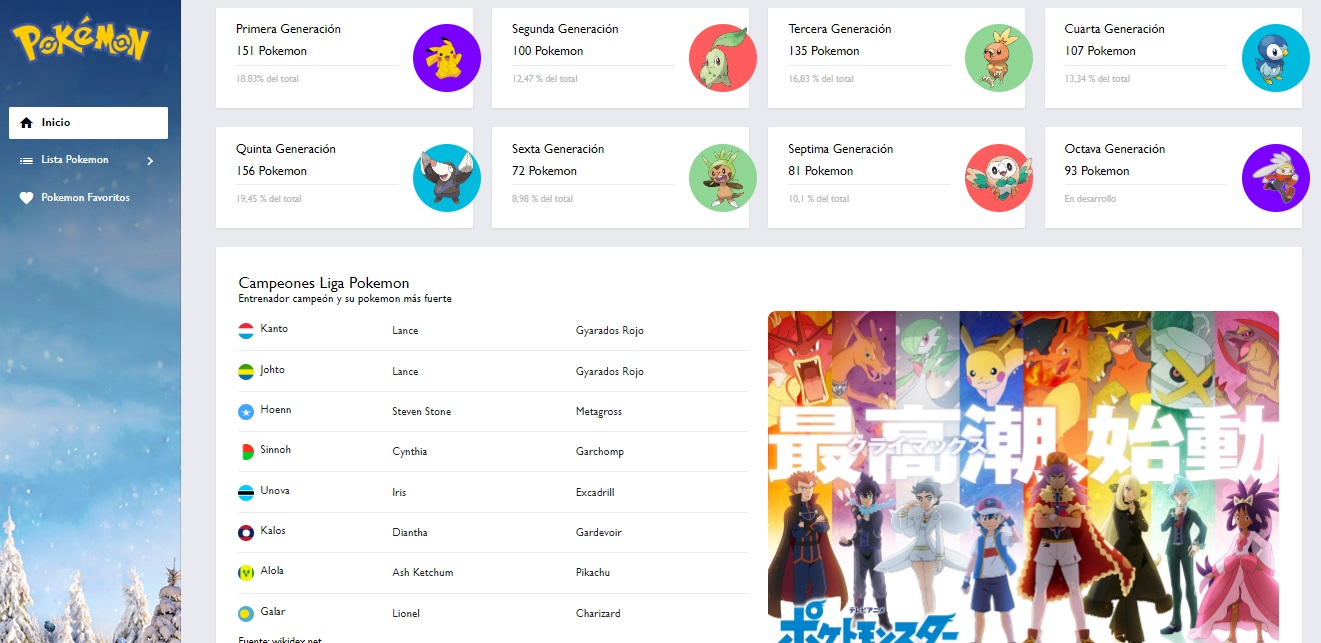 POKéMON
Inicio
Lista Pokemon
Pokemon Favoritos
Primera Generación
151 Pokemon
18.83% del total
Segunda Generación
100 Pokemon
12,47 % del total
Tercera Generación
135 Pokemon
16,83 % del total
Cuarta Generación
107 Pokemon
13,34 % del total
Quinta Generación
156 Pokemon
19,45 % del total
Sexta Generación
72 Pokemon
8,98 % del total
Septima Generación
81 Pokemon
10,1 % del total
Octava Generación
93 Pokemon
En desarrollo
Campeones Liga Pokemon
Entrenador campeón y su pokemon más fuerte
Kanto Lance Gyarados Rojo
Johto Lance Gyarados Rojo
Hoenn Steven Stone Metagross
Sinnoh Cynthia Garchomp
Unova Iris Excadrill
Kalos Diantha Gardevoir
Alola Ash Ketchum Pikachu
Galar Lionel Charizard
Fuente: wikidex.net
最高潮、始動
クライマックス
テレビアニメ
ポケットモンスター